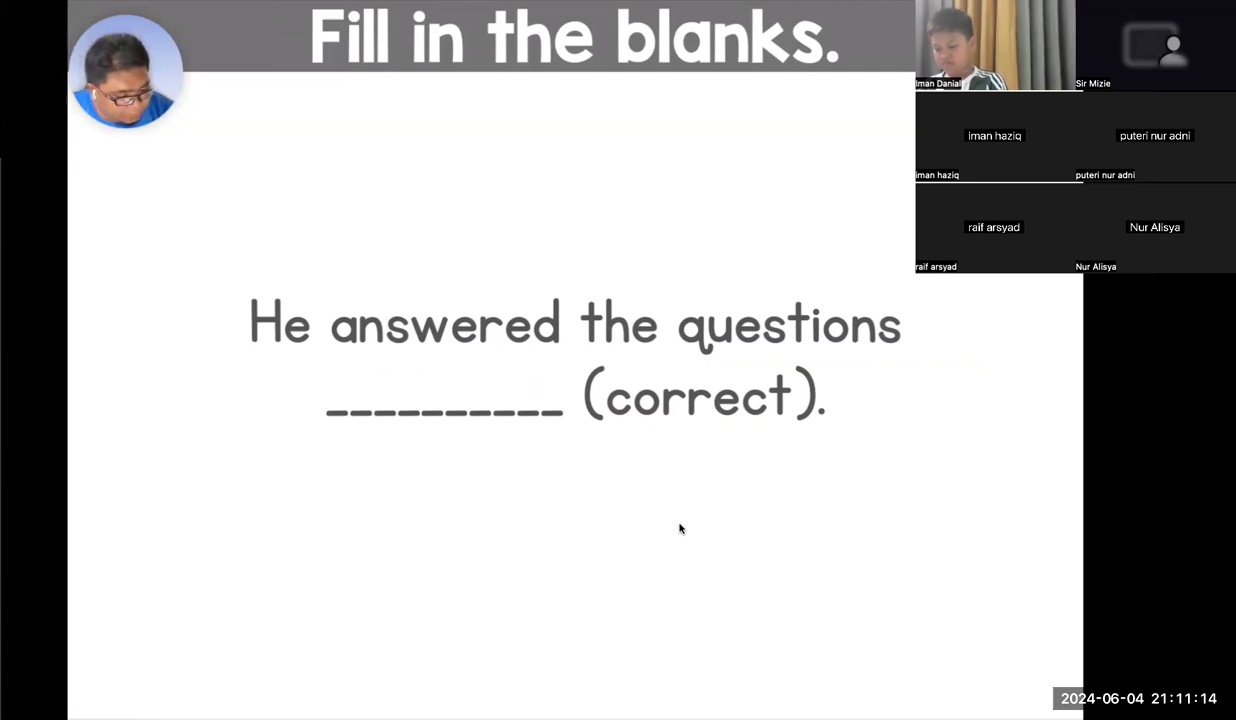 Fill in the blanks.
Iman Danial
Sir Mizie
iman haziq
puteri nur adni
iman haziq
puteri nur adni
raif arsyad
Nur Alisya
raif arsyad
Nur Alisya
He answered the questions
__________ (correct).
2024-06-04 21:11:14